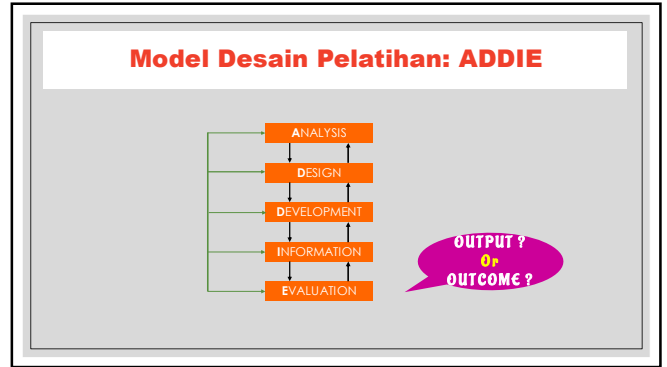 Model Desain Pelatihan: ADDIE
ANALYSIS
DESIGN
DEVELOPMENT
INFORMATION
EVALUATION
OUTPUT ?
Or
OUTCOME ?